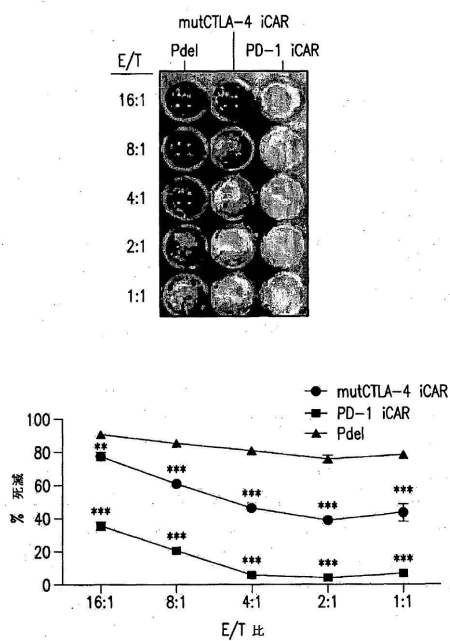 mutCTLA-4 iCAR
Pdel
PD-1 iCAR
E/T
16:1
8:1
4:1
2:1
1:1
mutCTLA-4 iCAR
PD-1 iCAR
Pdel
% 死滅
100
80
60
40
20
0
**
***
***
***
***
***
***
***
***
***
16:1
8:1
4:1
2:1
1:1
E/T 比